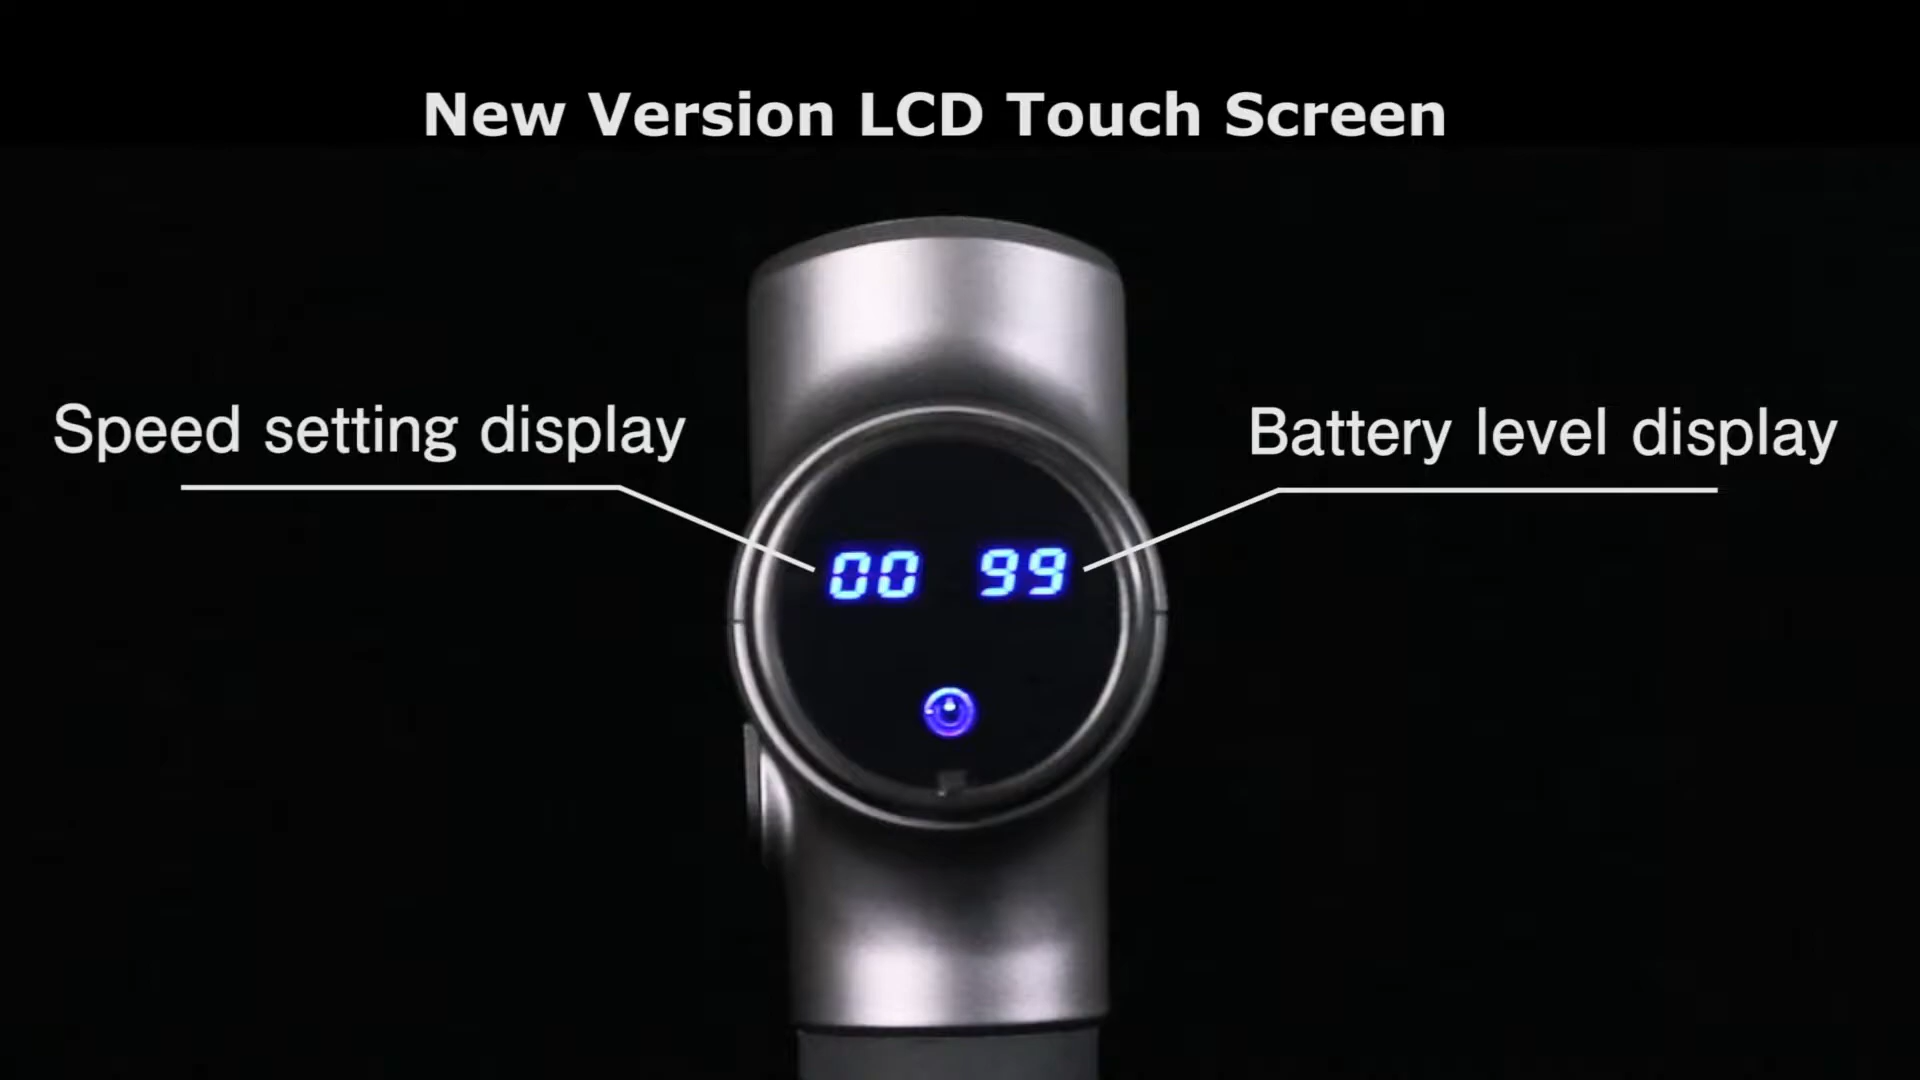 New Version LCD Touch Screen
Speed setting display
Battery level display
00 99